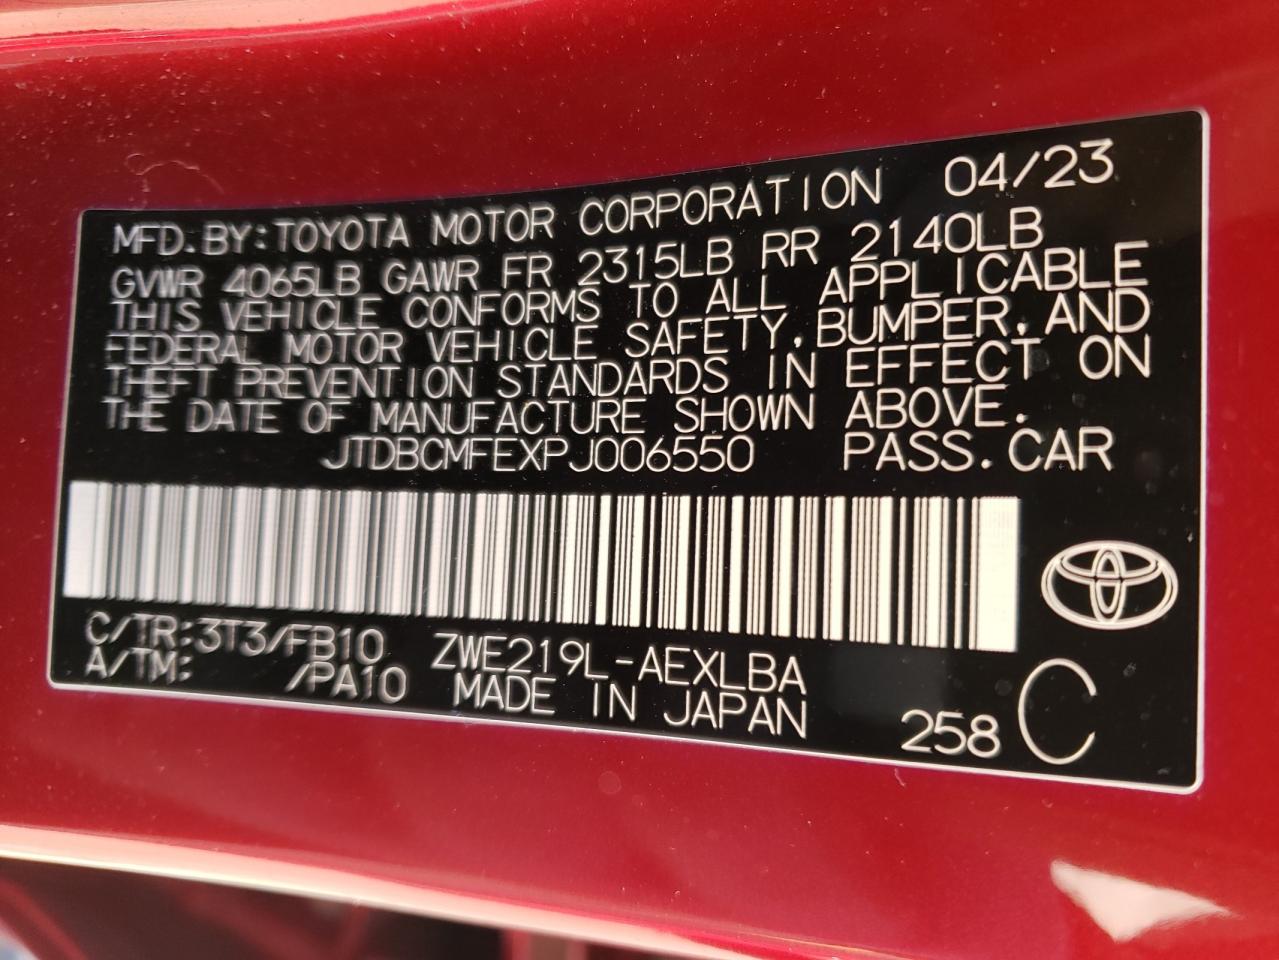 MFD.BY:TOYOTA MOTOR CORPORATION 04/23
GVWR 4065LB GAWR FR 2315LB RR 2140LB
THIS VEHICLE CONFORMS TO ALL APPLICABLE
FEDERAL MOTOR VEHICLE SAFETY,BUMPER,AND
THEFT PREVENTION STANDARDS IN EFFECT ON
THE DATE OF MANUFACTURE SHOWN ABOVE.
JTDBCMFEXPJ006550 PASS.CAR
C/TR:3T3/FB10 ZWE219L-AEXLBA
A/TM: /PA10 MADE IN JAPAN 258 C